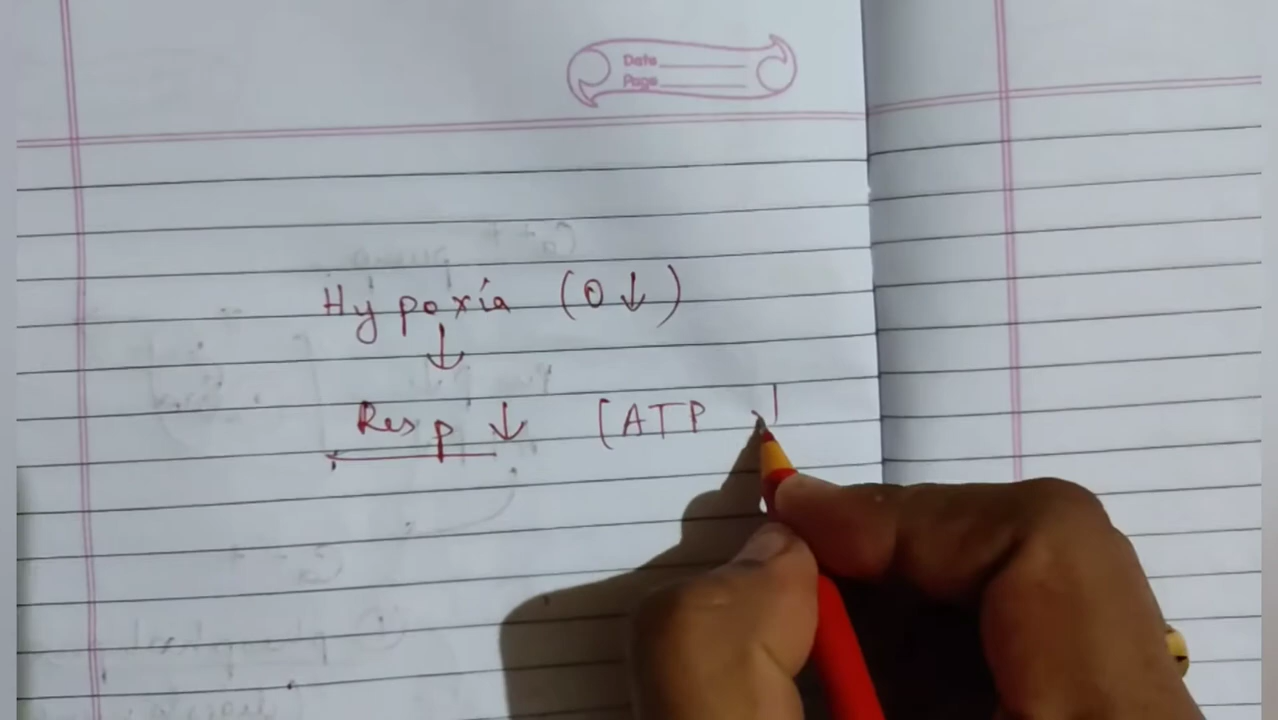 Date
Page
Hypoxia (O↓)
↓
Resp ↓ [ATP